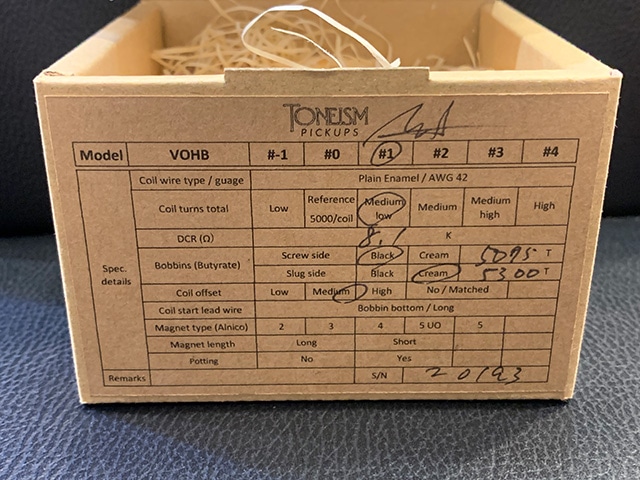 TONEISM
PICKUPS
Model VOHB #-1 #0 #1 #2 #3 #4
Spec. details
Coil wire type / guage Plain Enamel / AWG 42
Coil turns total Low Reference 5000/coil Medium low Medium Medium high High
DCR (Ω) 8.1 K
Bobbins (Butyrate) Screw side Black Cream 5095 T
Slug side Black Cream 5300 T
Coil offset Low Medium High No / Matched
Coil start lead wire Bobbin bottom / Long
Magnet type (Alnico) 2 3 4 5 UO 5
Magnet length Long Short
Potting No Yes
Remarks S/N 20193